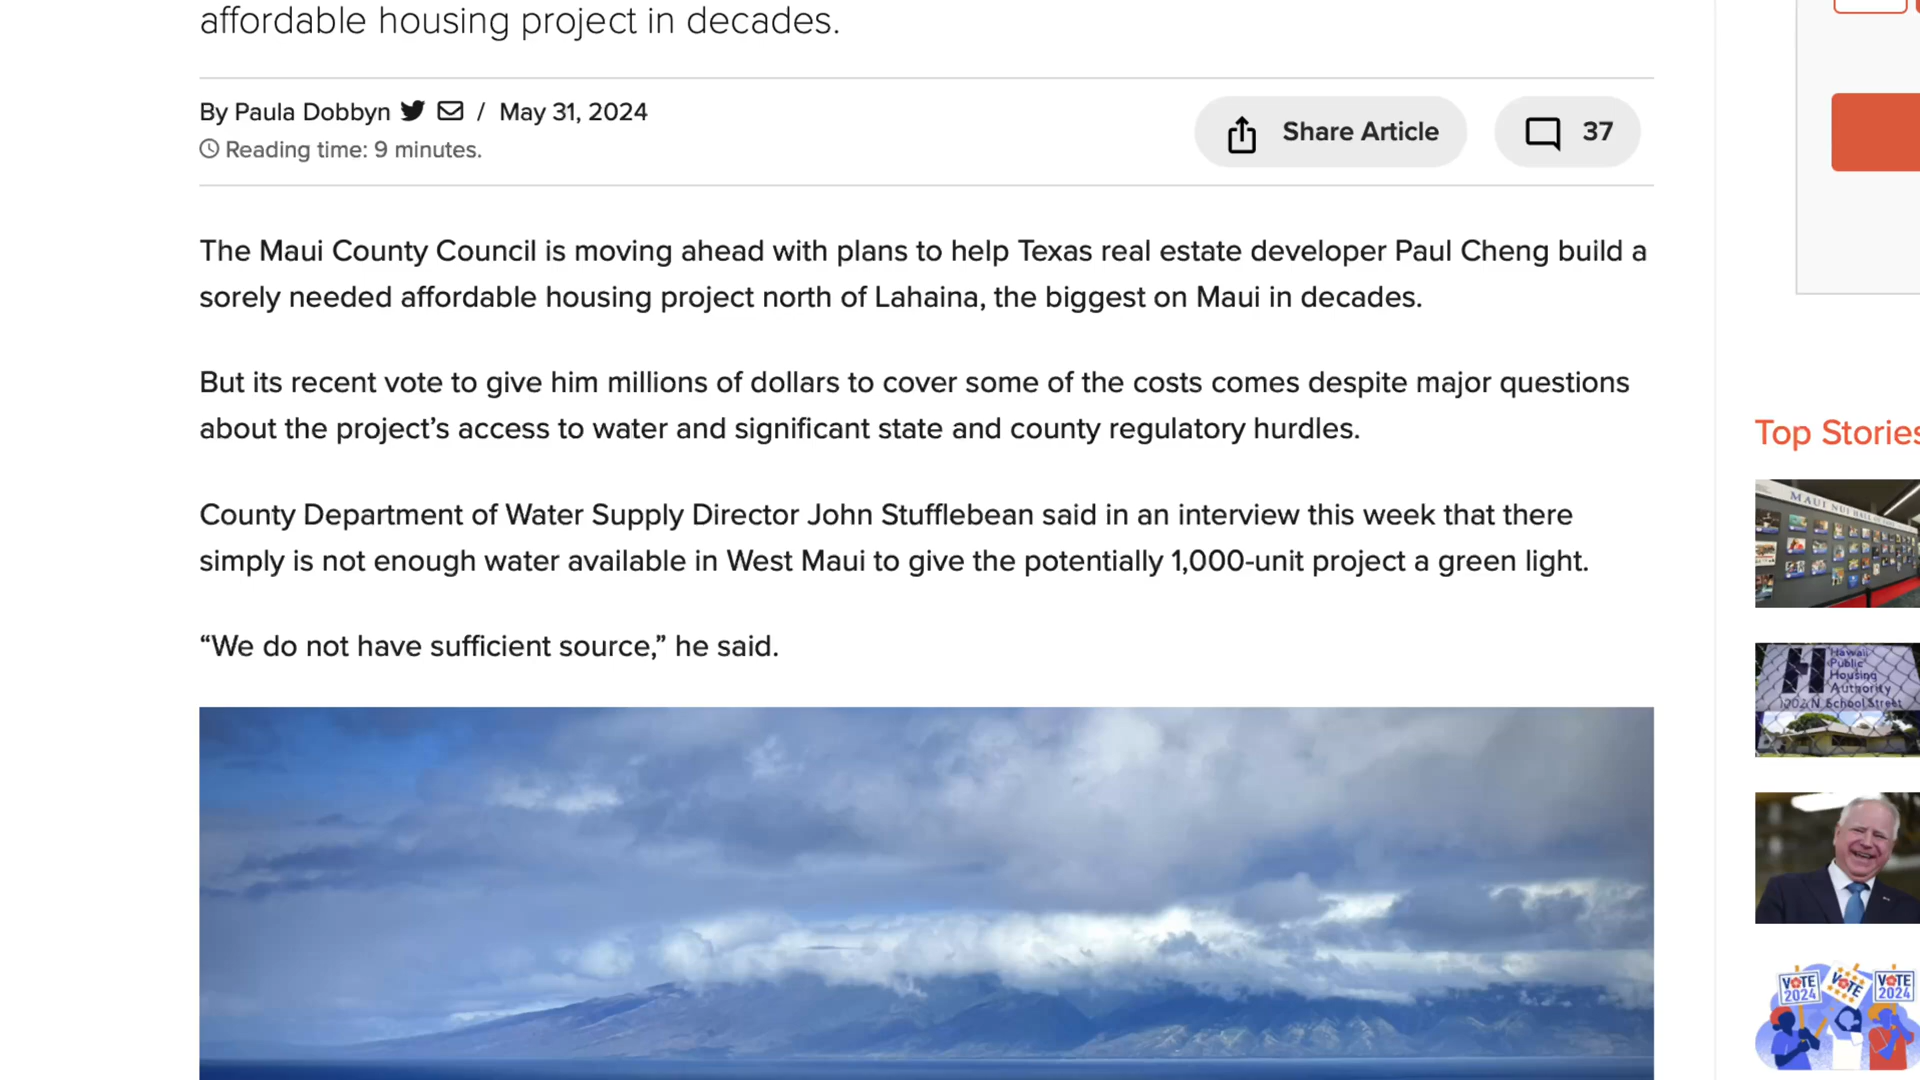 affordable housing project in decades.
By Paula Dobbyn / May 31, 2024
Reading time: 9 minutes.
Share Article
37
The Maui County Council is moving ahead with plans to help Texas real estate developer Paul Cheng build a
sorely needed affordable housing project north of Lahaina, the biggest on Maui in decades.
But its recent vote to give him millions of dollars to cover some of the costs comes despite major questions
about the project’s access to water and significant state and county regulatory hurdles.
County Department of Water Supply Director John Stufflebean said in an interview this week that there
simply is not enough water available in West Maui to give the potentially 1,000-unit project a green light.
“We do not have sufficient source,” he said.
Top Stories
MAUI NUI HALL OF
H
Hawaii
Public
Housing
Authority
1002 N. School Street
VOTE
2024
VOTE
VOTE
2024